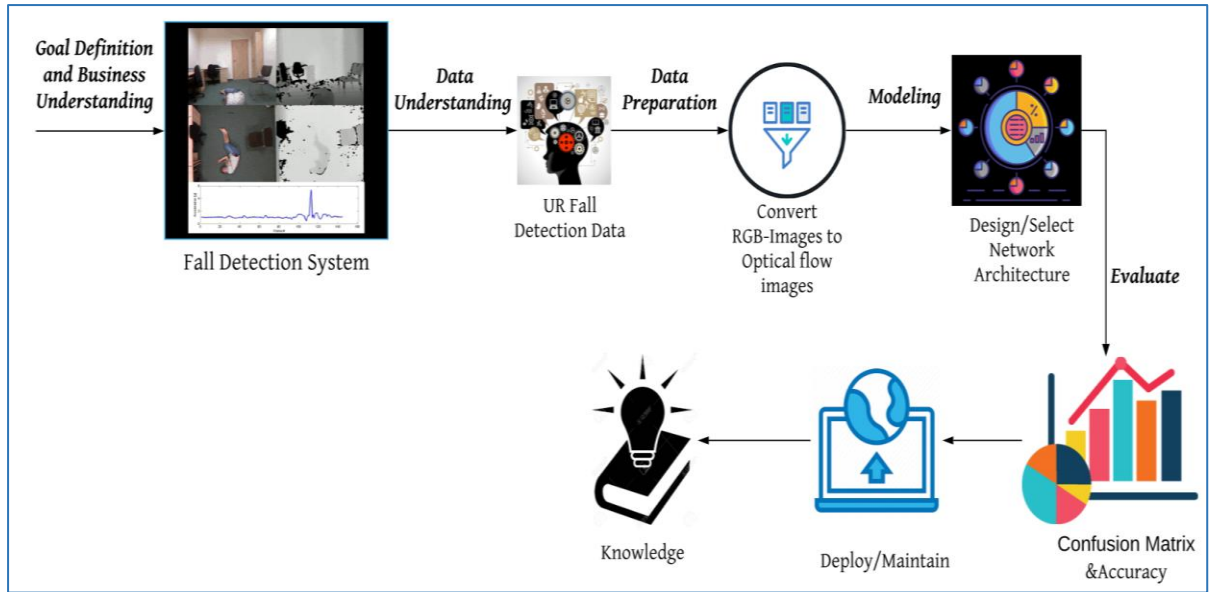 Goal Definition
and Business
Understanding
Fall Detection System
Data
Understanding
UR Fall
Detection Data
Data
Preparation
Convert
RGB-Images to
Optical flow
images
Modeling
%
Design/Select
Network
Architecture
Evaluate
Confusion Matrix
&Accuracy
Deploy/Maintain
Knowledge